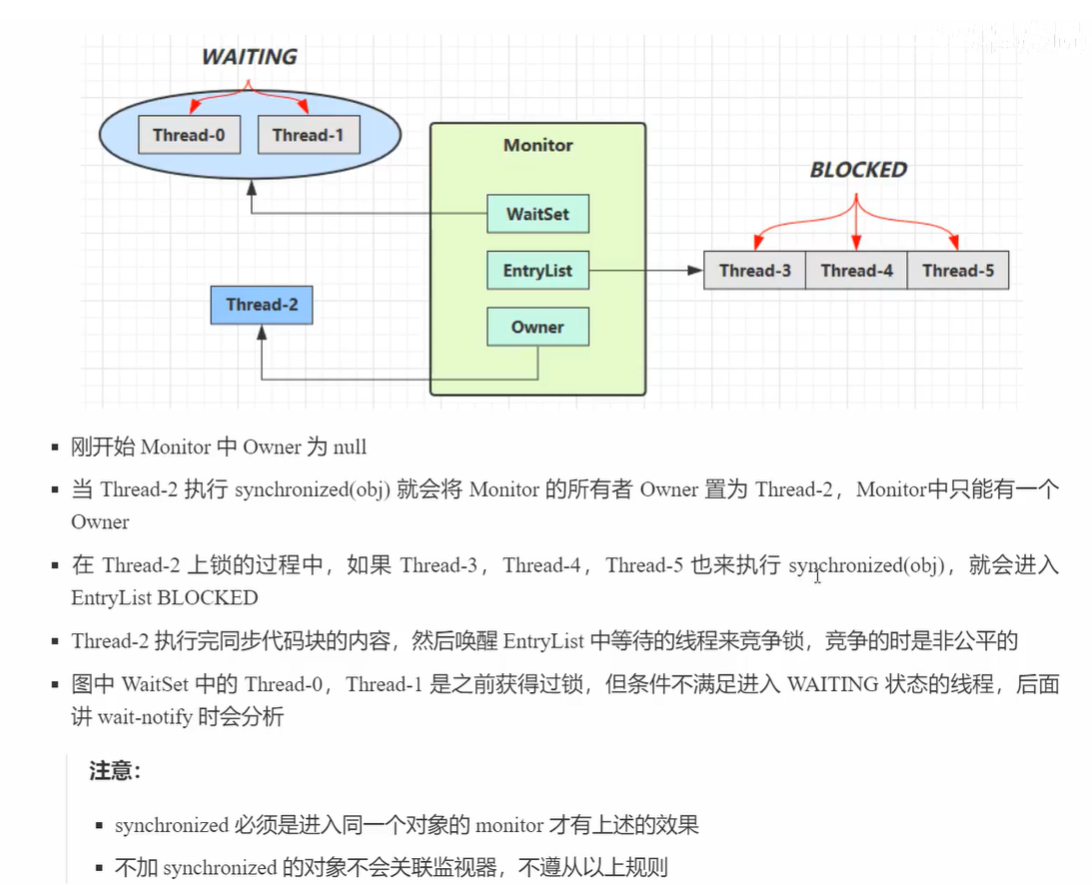 WAITING
Thread-0 Thread-1
Monitor
BLOCKED
WaitSet
EntryList
Thread-3 Thread-4 Thread-5
Thread-2
Owner
▪ 刚开始 Monitor 中 Owner 为 null
▪ 当 Thread-2 执行 synchronized(obj) 就会将 Monitor 的所有者 Owner 置为 Thread-2，Monitor中只能有一个
Owner
▪ 在 Thread-2 上锁的过程中，如果 Thread-3，Thread-4，Thread-5 也来执行 synchronized(obj)，就会进入
EntryList BLOCKED
▪ Thread-2 执行完同步代码块的内容，然后唤醒 EntryList 中等待的线程来竞争锁，竞争的时是非公平的
▪ 图中 WaitSet 中的 Thread-0，Thread-1 是之前获得过锁，但条件不满足进入 WAITING 状态的线程，后面
讲 wait-notify 时会分析
注意：
▪ synchronized 必须是进入同一个对象的 monitor 才有上述的效果
▪ 不加 synchronized 的对象不会关联监视器，不遵从以上规则